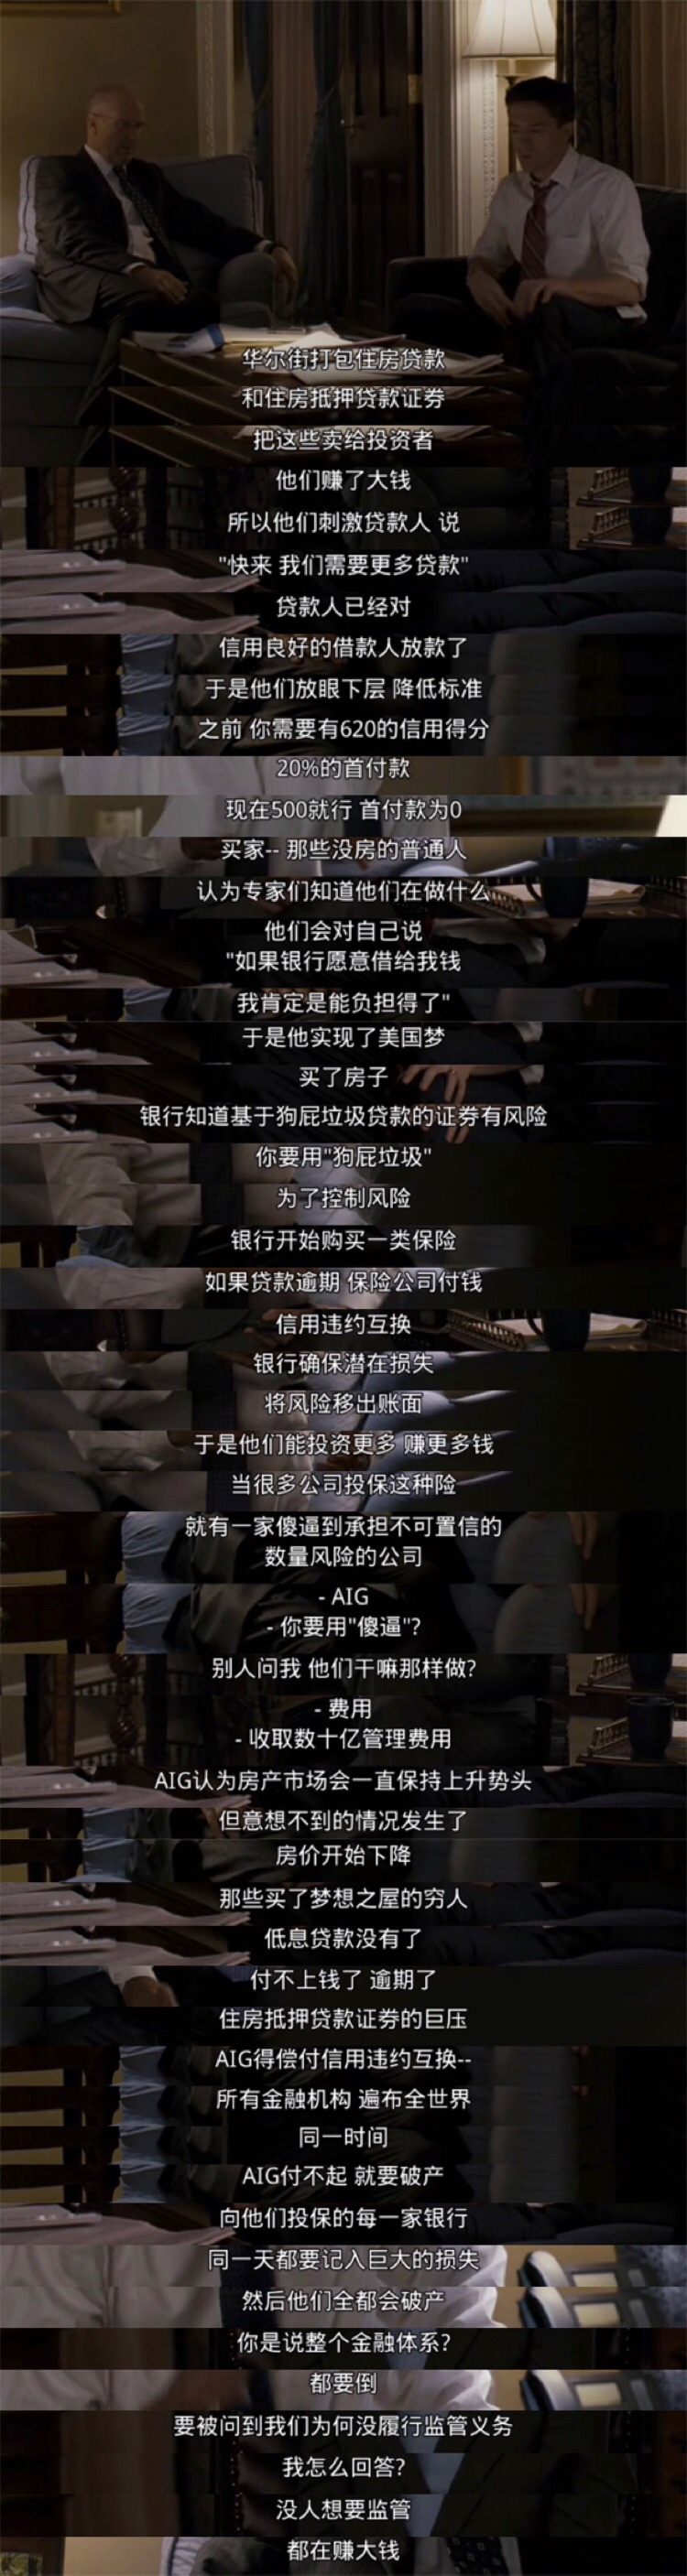 华尔街打包住房贷款
和住房抵押贷款证券
把这些卖给投资者
他们赚了大钱
所以他们刺激贷款人 说
"快来 我们需要更多贷款"
贷款人已经对
信用良好的借款人放款了
于是他们放眼下层 降低标准
之前 你需要有620的信用得分
20%的首付款
现在500就行 首付款为0
买家-- 那些没房的普通人
认为专家们知道他们在做什么
他们会对自己说
"如果银行愿意借给我钱
我肯定是能负担得了"
于是他实现了美国梦
买了房子
银行知道基于狗屁垃圾贷款的证券有风险
你要用"狗屁垃圾"
为了控制风险
银行开始购买一类保险
如果贷款逾期 保险公司付钱
信用违约互换
银行确保潜在损失
将风险移出账面
于是他们能投资更多 赚更多钱
当很多公司投保这种险
就有一家傻逼到承担不可置信的
数量风险的公司
- AIG
- 你要用"傻逼"?
别人问我 他们干嘛那样做?
- 费用
- 收取数十亿管理费用
AIG认为房产市场会一直保持上升势头
但意想不到的情况发生了
房价开始下降
那些买了梦想之屋的穷人
低息贷款没有了
付不上钱了 逾期了
住房抵押贷款证券的巨压
AIG得偿付信用违约互换--
所有金融机构 遍布全世界
同一时间
AIG付不起 就要破产
向他们投保的每一家银行
同一天都要记入巨大的损失
然后他们全都会破产
你是说整个金融体系?
都要倒
要被问到我们为何没履行监管义务
我怎么回答?
没人想要监管
都在赚大钱